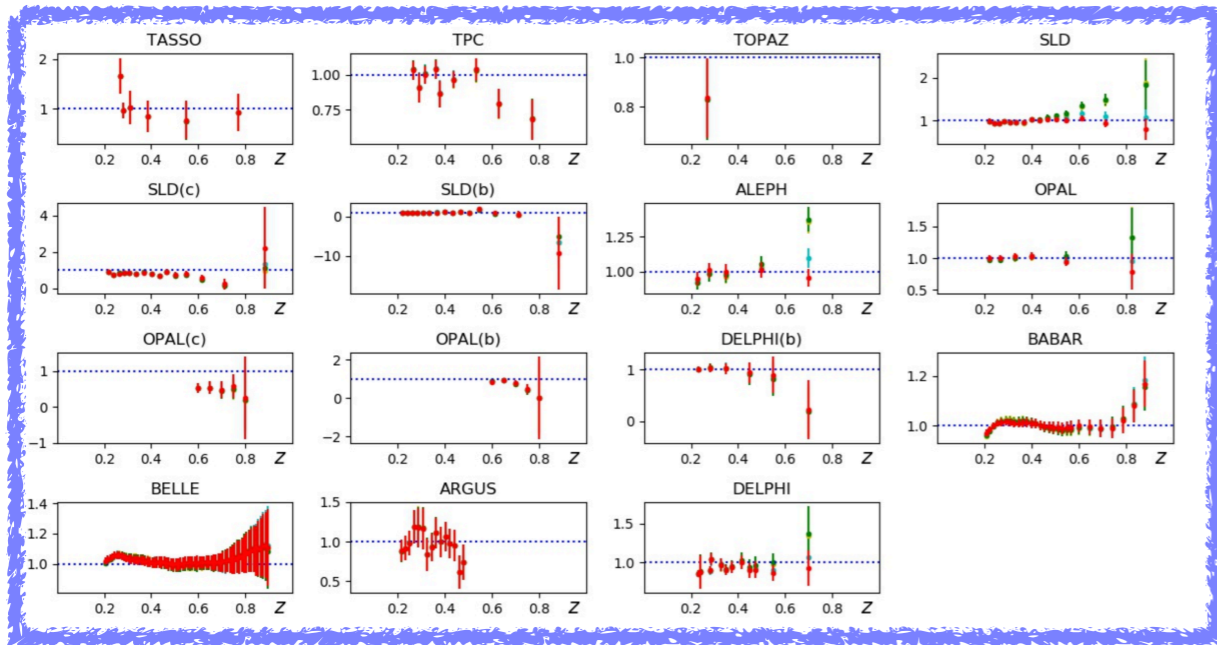 TASSO TPC TOPAZ SLD
2 1
1.00 0.75
1.0 0.8
2 1
0.2 0.4 0.6 0.8 Z 0.2 0.4 0.6 0.8 Z 0.2 0.4 0.6 0.8 Z 0.2 0.4 0.6 0.8 Z
SLD(c) SLD(b) ALEPH OPAL
4 2 0
0 −10
1.25 1.00
1.5 1.0 0.5
0.2 0.4 0.6 0.8 Z 0.2 0.4 0.6 0.8 Z 0.2 0.4 0.6 0.8 Z 0.2 0.4 0.6 0.8 Z
OPAL(c) OPAL(b) DELPHI(b) BABAR
1 0 −1
2 0 −2
1 0
1.2 1.0
0.2 0.4 0.6 0.8 Z 0.2 0.4 0.6 0.8 Z 0.2 0.4 0.6 0.8 Z 0.2 0.4 0.6 0.8 Z
BELLE ARGUS DELPHI
1.4 1.2 1.0
1.5 1.0 0.5
1.5 1.0
0.2 0.4 0.6 0.8 Z 0.2 0.4 0.6 0.8 Z 0.2 0.4 0.6 0.8 Z